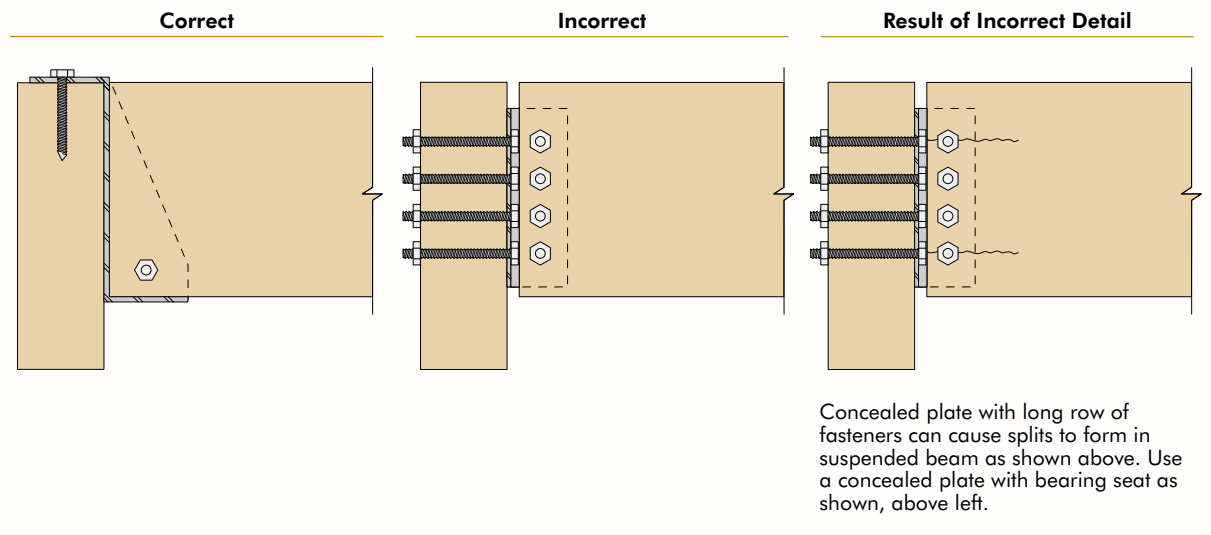 Correct
Incorrect
Result of Incorrect Detail
Concealed plate with long row of
fasteners can cause splits to form in
suspended beam as shown above. Use
a concealed plate with bearing seat as
shown, above left.